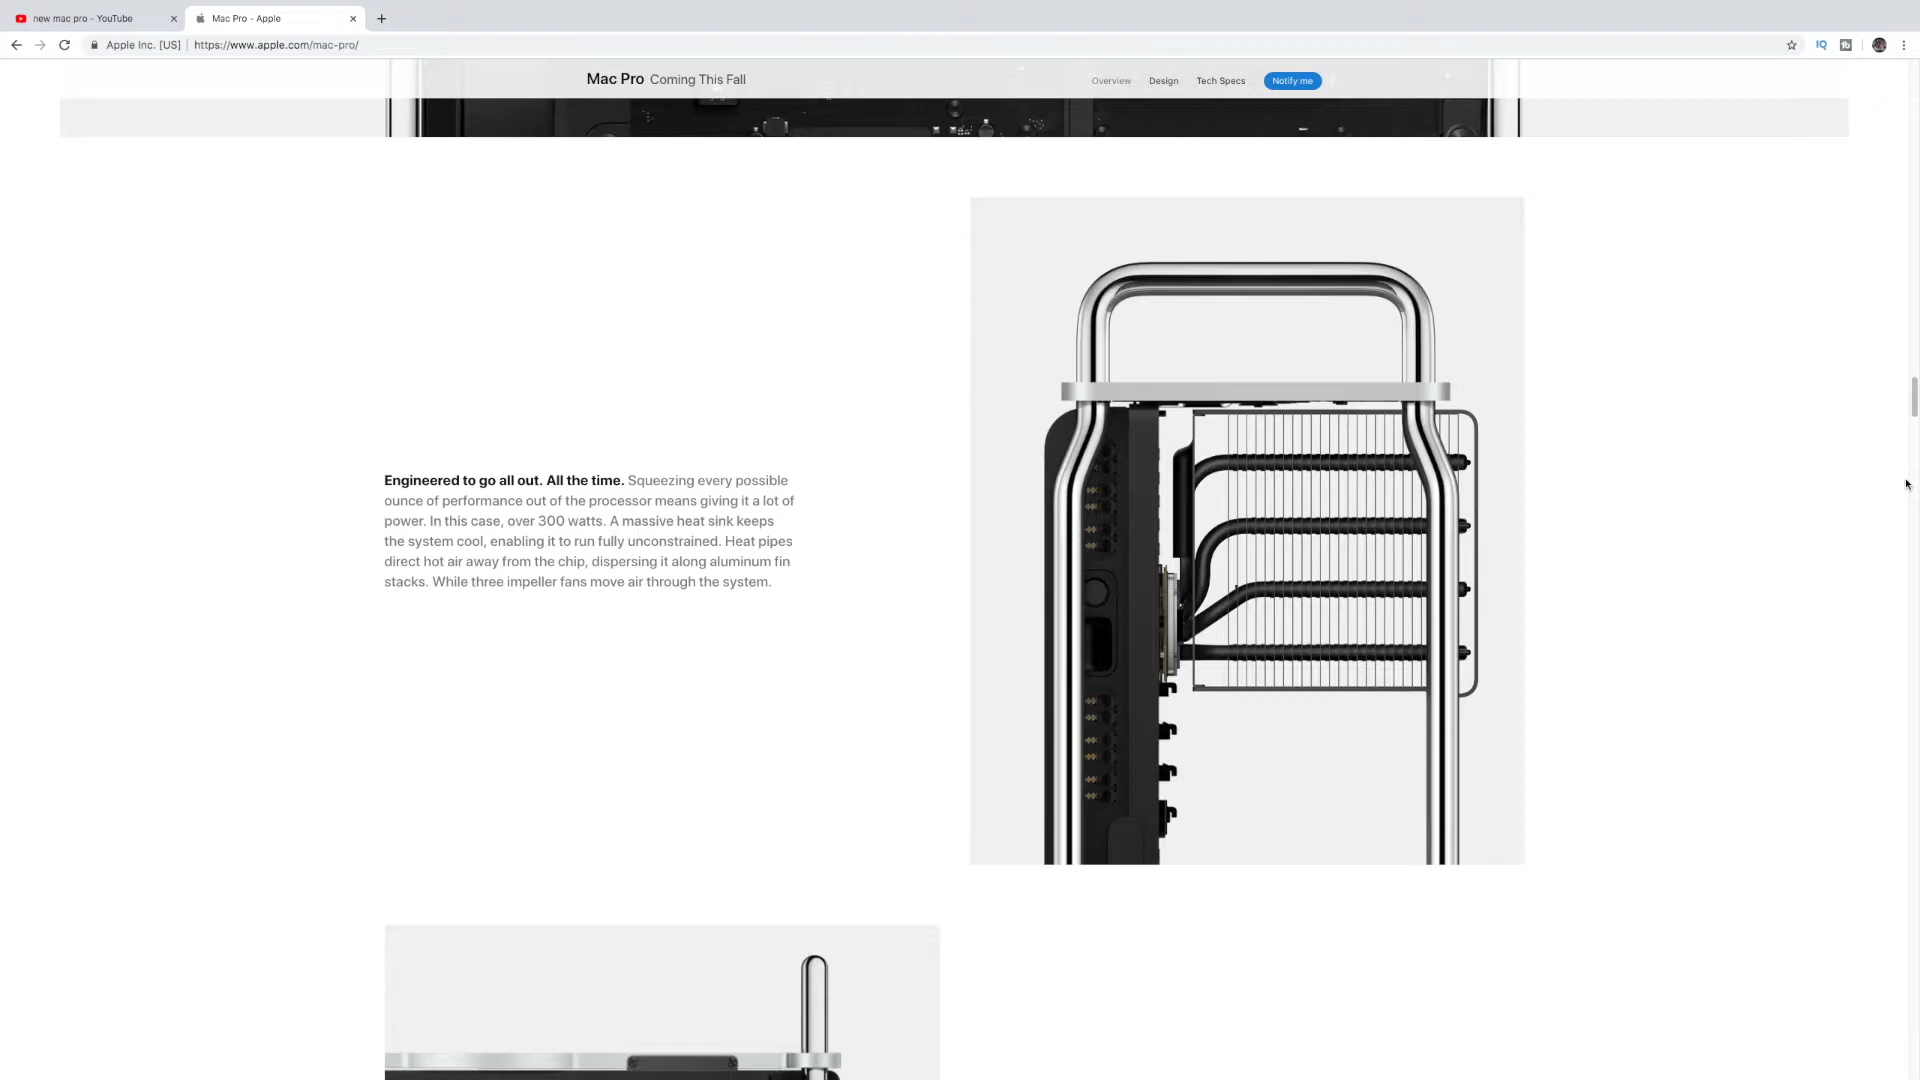 new mac pro - YouTube
Mac Pro - Apple
Apple Inc. [US]
https://www.apple.com/mac-pro/
Mac Pro Coming This Fall
Overview
Design
Tech Specs
Notify me
Engineered to go all out. All the time. Squeezing every possible
ounce of performance out of the processor means giving it a lot of
power. In this case, over 300 watts. A massive heat sink keeps
the system cool, enabling it to run fully unconstrained. Heat pipes
direct hot air away from the chip, dispersing it along aluminum fin
stacks. While three impeller fans move air through the system.